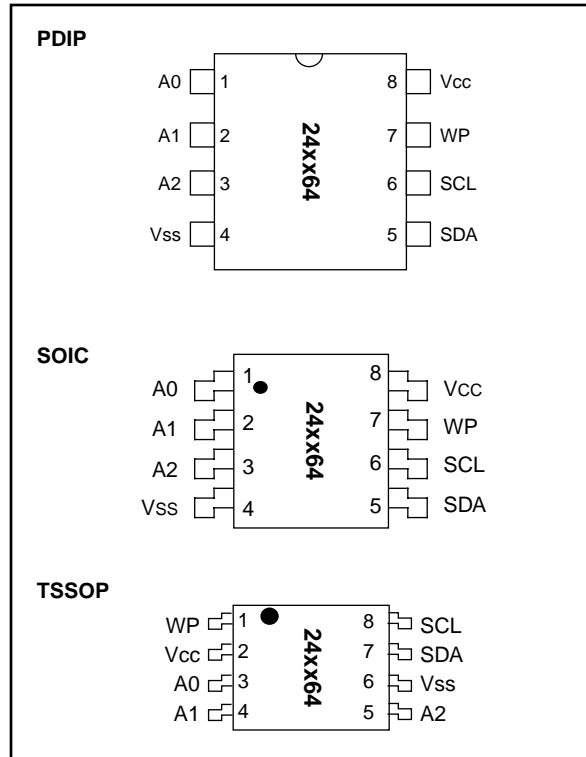 PDIP
A0 1 8 Vcc
A1 2 7 WP
A2 3 6 SCL
Vss 4 5 SDA
24xx64
SOIC
A0 1 8 VCC
A1 2 7 WP
A2 3 6 SCL
VSS 4 5 SDA
24xx64
TSSOP
WP 1 8 SCL
Vcc 2 7 SDA
A0 3 6 Vss
A1 4 5 A2
24xx64